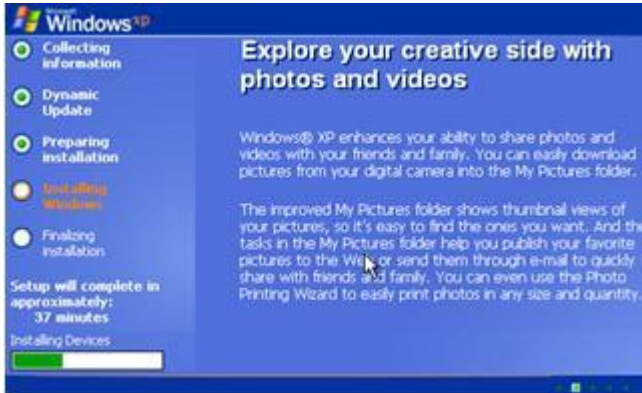 Microsoft
Windows xp
Collecting
information
Dynamic
Update
Preparing
installation
Installing
Windows
Finalizing
installation
Setup will complete in
approximately:
37 minutes
Installing Devices
Explore your creative side with
photos and videos
Windows® XP enhances your ability to share photos and
videos with your friends and family. You can easily download
pictures from your digital camera into the My Pictures folder.
The improved My Pictures folder shows thumbnail views of
your pictures, so it's easy to find the ones you want. And the
tasks in the My Pictures folder help you publish your favorite
pictures to the Web or send them through e-mail to quickly
share with friends and family. You can even use the Photo
Printing Wizard to easily print photos in any size and quantity.